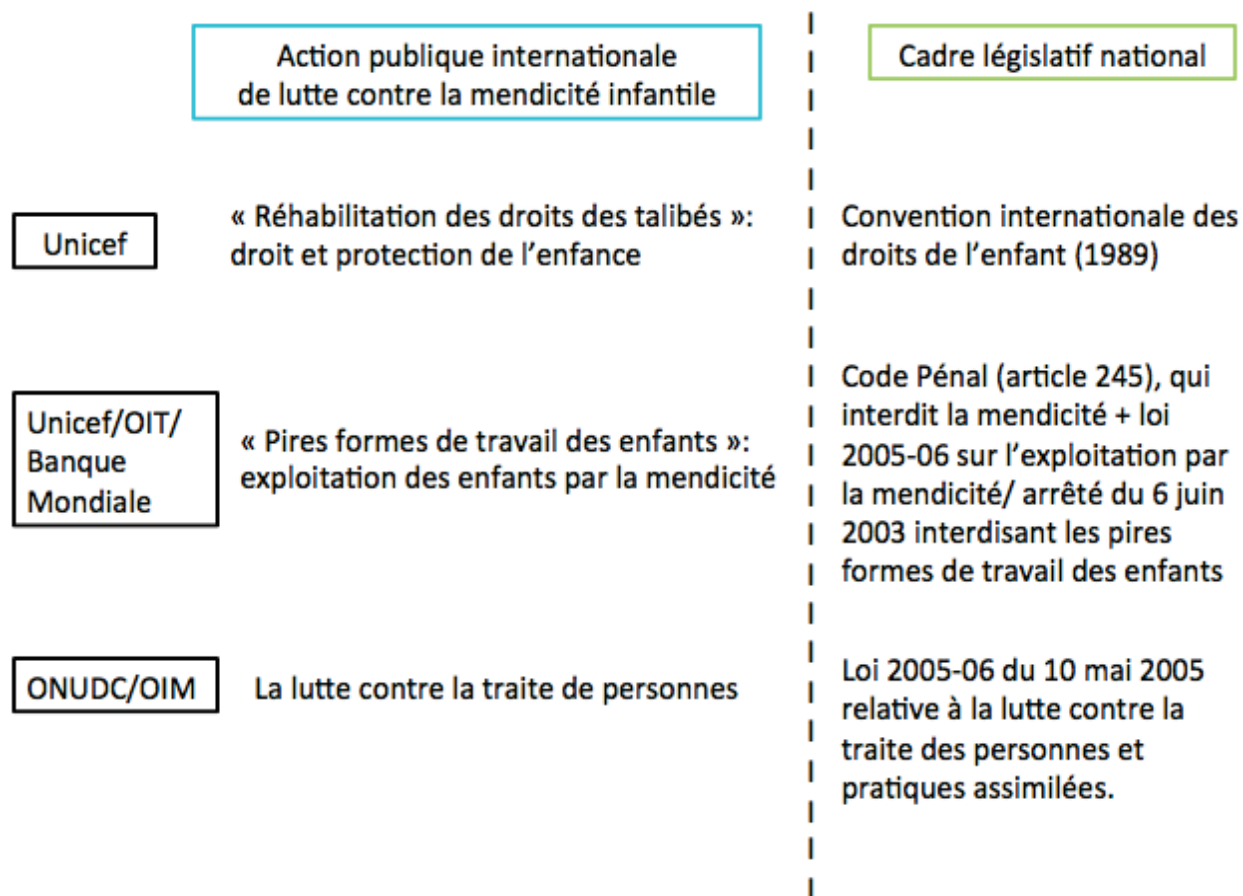 Action publique internationale
de lutte contre la mendicité infantile
Cadre législatif national
Unicef
« Réhabilitation des droits des talibés »:
droit et protection de l’enfance
Convention internationale des
droits de l’enfant (1989)
Unicef/OIT/
Banque
Mondiale
« Pires formes de travail des enfants »:
exploitation des enfants par la mendicité
Code Pénal (article 245), qui
interdit la mendicité + loi
2005-06 sur l’exploitation par
la mendicité/ arrêté du 6 juin
2003 interdisant les pires
formes de travail des enfants
ONUDC/OIM
La lutte contre la traite de personnes
Loi 2005-06 du 10 mai 2005
relative à la lutte contre la
traite des personnes et
pratiques assimilées.